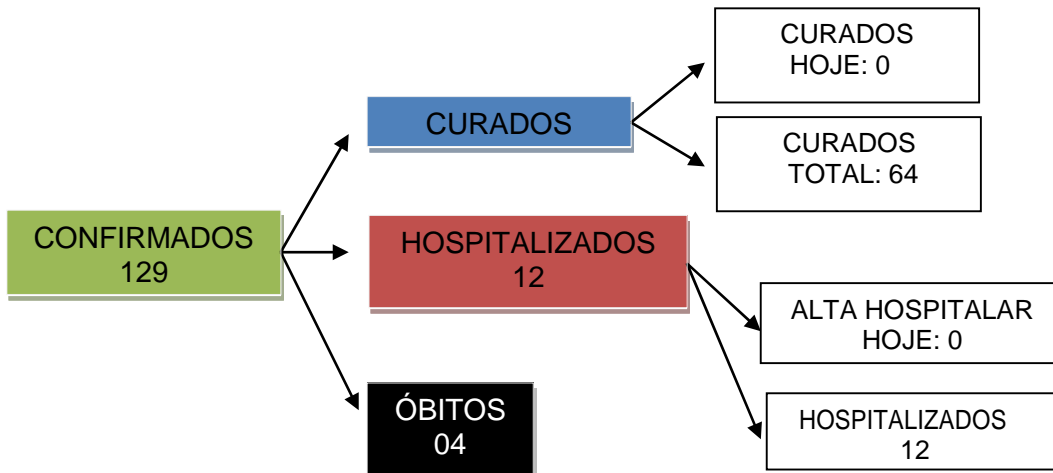 CONFIRMADOS
129
CURADOS
HOSPITALIZADOS
12
ÓBITOS
04
CURADOS
HOJE: 0
CURADOS
TOTAL: 64
ALTA HOSPITALAR
HOJE: 0
HOSPITALIZADOS
12